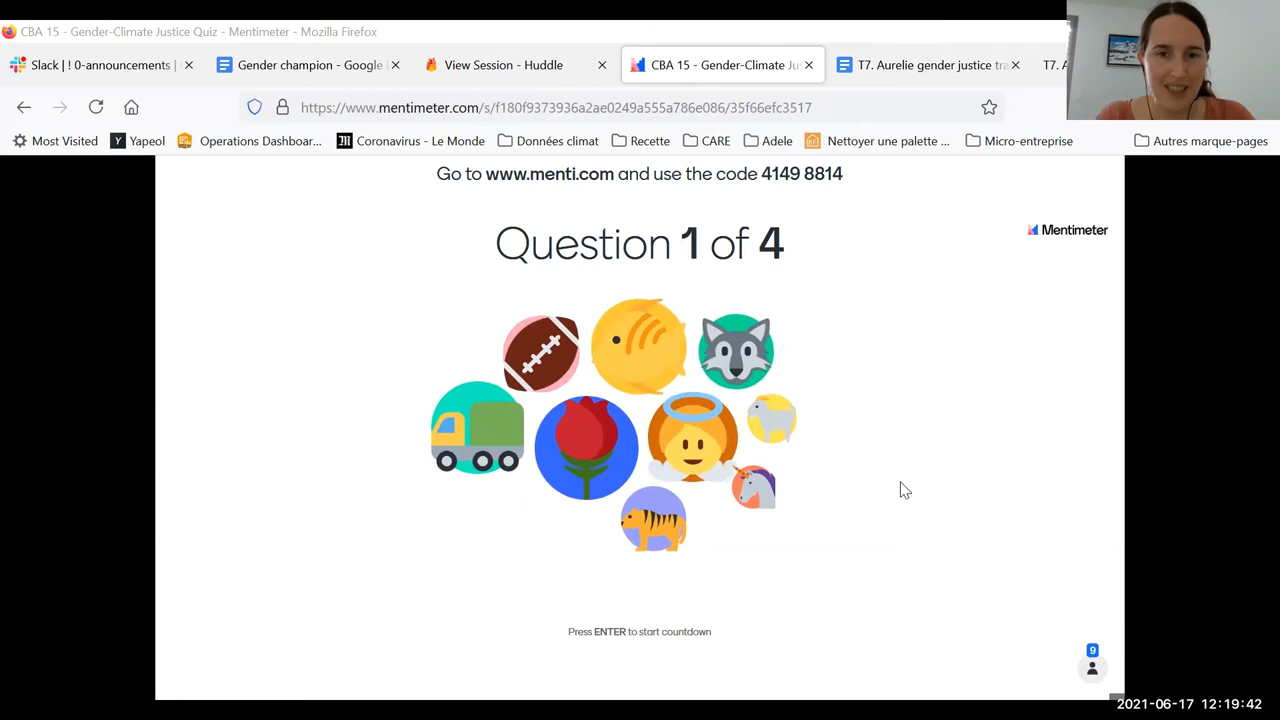 CBA 15 - Gender-Climate Justice Quiz - Mentimeter - Mozilla Firefox
Slack | ! 0-announcements |
Gender champion - Google
View Session - Huddle
CBA 15 - Gender-Climate Ju
T7. Aurelie gender justice tra
T7.
https://www.mentimeter.com/s/f180f9373936a2ae0249a555a786e086/35f66efc3517
Most Visited
Yapeol
Operations Dashboar...
Coronavirus - Le Monde
Données climat
Recette
CARE
Adele
Nettoyer une palette ...
Micro-entreprise
Autres marque-pages
Go to www.menti.com and use the code 4149 8814
Mentimeter
Question 1 of 4
Press ENTER to start countdown
9
2021-06-17 12:19:42